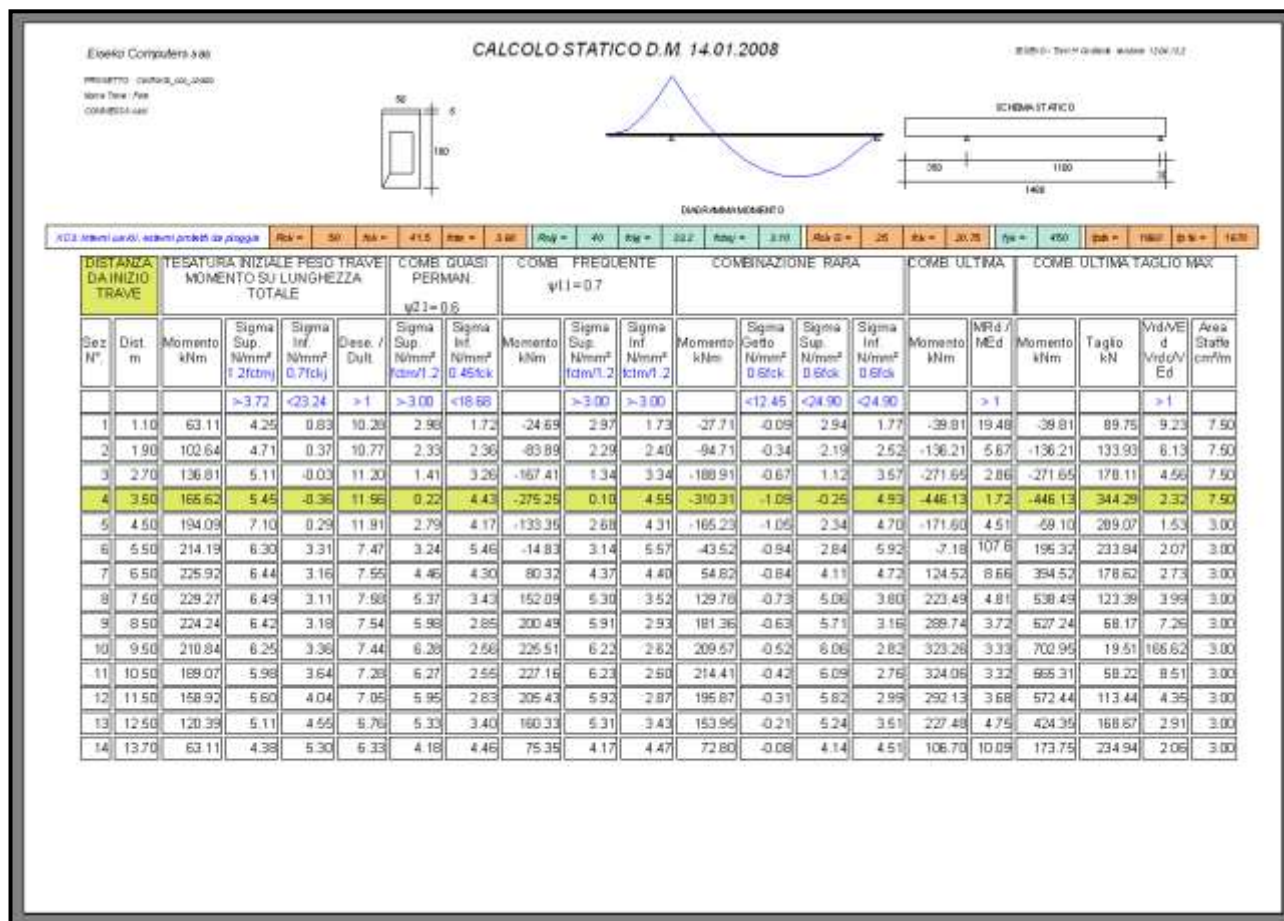 Eiseko Computers sas
CALCOLO STATICO D.M. 14.01.2008
PROGETTO
50
SCHEMA STATICO
350 1100
1460
DIAGRAMMA MOMENTO
Rck = 50 fck = 41.5 Rckj = 40 Rck G = 25 fck = 20.75 fyk = 450
DISTANZA DA INIZIO TRAVE TESATURA INIZIALE PESO TRAVE MOMENTO SU LUNGHEZZA TOTALE COMB. QUASI PERMAN. ψ2.1= 0.6 COMB. FREQUENTE ψ1.1= 0.7 COMBINAZIONE RARA COMB. ULTIMA COMB. ULTIMA TAGLIO MAX
Sez N°. Dist. m Momento kNm Sigma Sup. N/mm² 1.2fctmj Sigma Inf. N/mm² 0.7fckj Dese. / Dult. Sigma Sup. N/mm² fctm/1.2 Sigma Inf. N/mm² 0.45fck Momento kNm Sigma Sup. N/mm² fctm/1.2 Sigma Inf N/mm² fctm/1.2 Momento kNm Sigma Getto N/mm² 0.6fck Sigma Sup. N/mm² 0.6fck Sigma Inf N/mm² 0.6fck Momento kNm MRd / MEd Momento kNm Taglio kN Vrd/VE d Vrdc/V Ed Area Staffe cm²/m
>-3.72 <23.24 >1 >-3.00 <18.68 >-3.00 >-3.00 <12.45 <24.90 <24.90 >1 >1
1 1.10 63.11 4.25 0.83 10.28 2.98 1.72 -24.69 2.97 1.73 -27.71 -0.09 2.94 1.77 -39.81 19.48 -39.81 89.75 9.23 7.50
2 1.90 102.64 4.71 0.37 10.77 2.33 2.36 -83.89 2.29 2.40 -94.71 -0.34 2.19 2.52 -136.21 5.67 -136.21 133.93 6.13 7.50
3 2.70 136.81 5.11 -0.03 11.20 1.41 3.26 -167.41 1.34 3.34 -188.91 -0.67 1.12 3.57 -271.65 2.86 -271.65 178.11 4.56 7.50
4 3.50 165.62 5.45 -0.36 11.56 0.22 4.43 -275.25 0.10 4.55 -310.31 -1.09 -0.25 4.93 -446.13 1.72 -446.13 344.29 2.32 7.50
5 4.50 194.09 7.10 0.29 11.91 2.79 4.17 -133.35 2.68 4.31 -165.23 -1.05 2.34 4.70 -171.60 4.51 -59.10 289.07 1.53 3.00
6 5.50 214.19 6.30 3.31 7.47 3.24 5.46 -14.83 3.14 5.57 -43.52 -0.94 2.84 5.92 -7.18 107.6 195.32 233.84 2.07 3.00
7 6.50 225.92 6.44 3.16 7.55 4.46 4.30 80.32 4.37 4.40 54.82 -0.84 4.11 4.72 124.52 8.66 394.52 178.62 2.73 3.00
8 7.50 229.27 6.49 3.11 7.58 5.37 3.43 152.09 5.30 3.52 129.78 -0.73 5.06 3.80 223.49 4.81 538.49 123.39 3.99 3.00
9 8.50 224.24 6.42 3.18 7.54 5.98 2.85 200.49 5.91 2.93 181.36 -0.63 5.71 3.16 289.74 3.72 627.24 68.17 7.26 3.00
10 9.50 210.84 6.25 3.36 7.44 6.28 2.56 225.51 6.22 2.62 209.57 -0.52 6.06 2.82 323.26 3.33 702.95 19.51 165.62 3.00
11 10.50 189.07 5.98 3.64 7.28 6.27 2.55 227.16 6.23 2.60 214.41 -0.42 6.09 2.76 324.06 3.32 665.31 58.22 8.51 3.00
12 11.50 158.92 5.60 4.04 7.05 5.95 2.83 205.43 5.92 2.87 195.87 -0.31 5.82 2.99 292.13 3.68 572.44 113.44 4.35 3.00
13 12.50 120.39 5.11 4.55 6.76 5.33 3.40 160.33 5.31 3.43 153.95 -0.21 5.24 3.51 227.48 4.75 424.35 168.67 2.91 3.00
14 13.70 63.11 4.38 5.30 6.33 4.18 4.46 75.35 4.17 4.47 72.80 -0.08 4.14 4.51 106.70 10.09 173.75 234.94 2.06 3.00